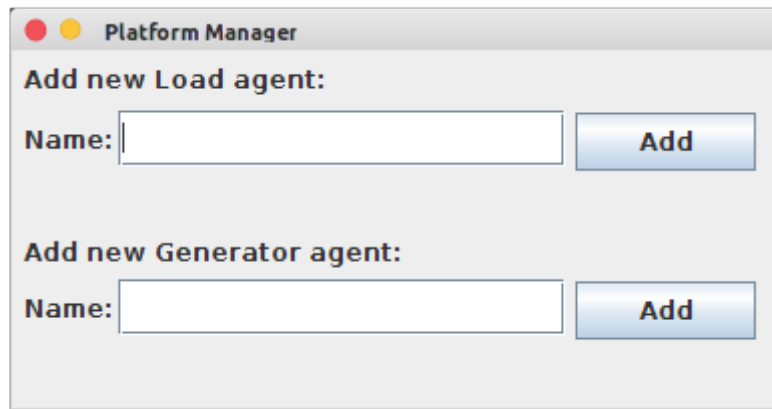 Platform Manager
Add new Load agent:
Name: Add
Add new Generator agent:
Name: Add